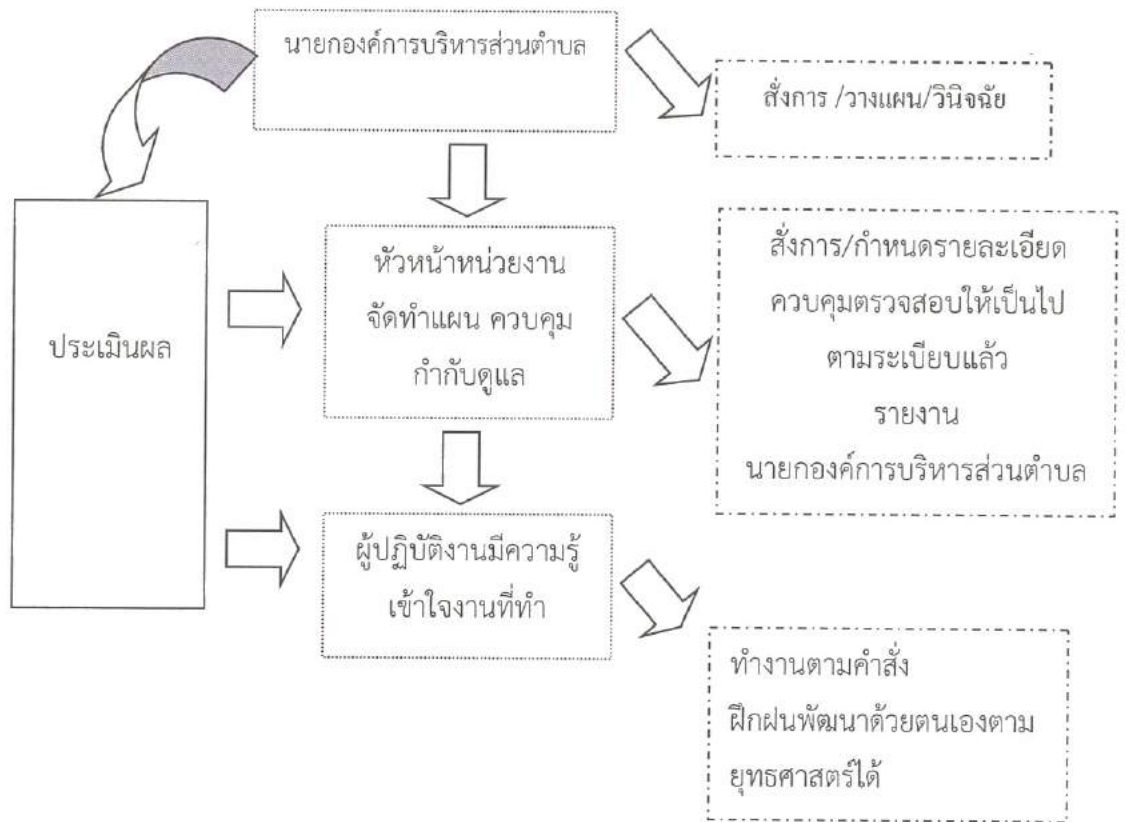 นายกองค์การบริหารส่วนตำบล
สั่งการ /วางแผน/วินิจฉัย
ประเมินผล
หัวหน้าหน่วยงาน
จัดทำแผน ควบคุม
กำกับดูแล
สั่งการ/กำหนดรายละเอียด
ควบคุมตรวจสอบให้เป็นไป
ตามระเบียบแล้ว
รายงาน
นายกองค์การบริหารส่วนตำบล
ผู้ปฏิบัติงานมีความรู้
เข้าใจงานที่ทำ
ทำงานตามคำสั่ง
ฝึกฝนพัฒนาด้วยตนเองตาม
ยุทธศาสตร์ได้